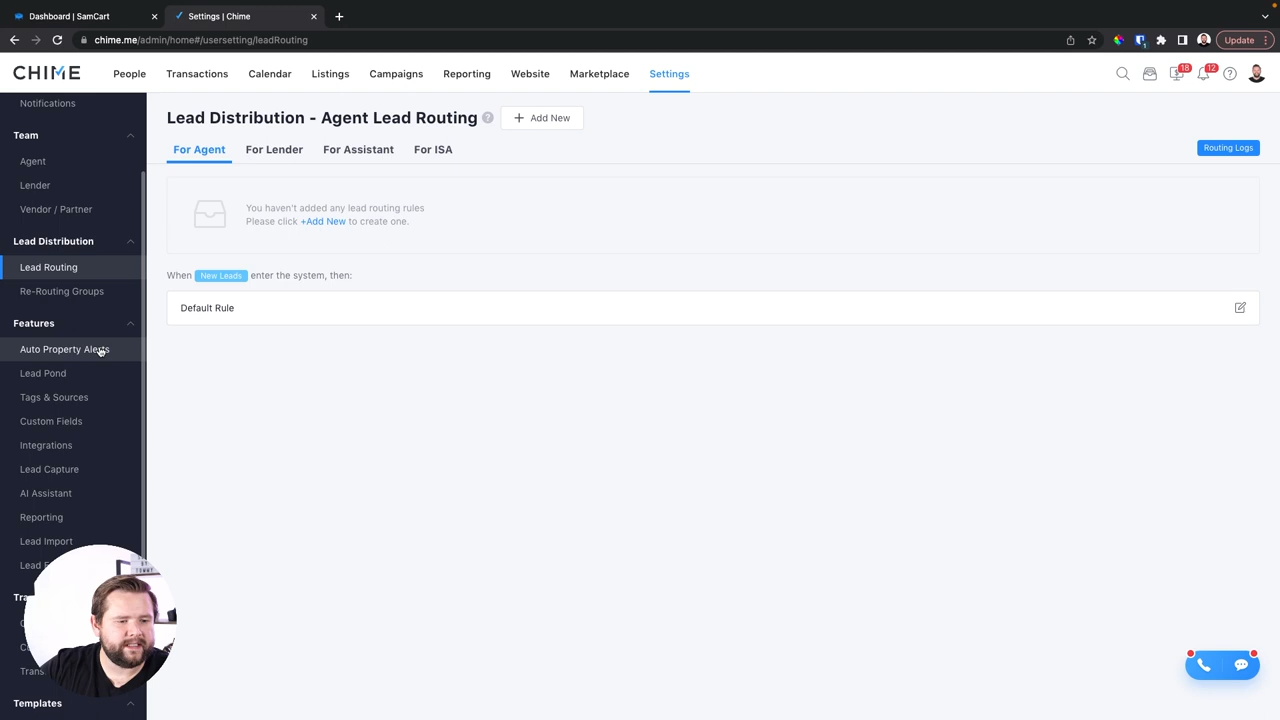 Dashboard | SamCart
Settings | Chime
chime.me/admin/home#/usersetting/leadRouting
Update
CHIME
People
Transactions
Calendar
Listings
Campaigns
Reporting
Website
Marketplace
Settings
18
12
Notifications
Team
Agent
Lender
Vendor / Partner
Lead Distribution
Lead Routing
Re-Routing Groups
Features
Auto Property Alerts
Lead Pond
Tags & Sources
Custom Fields
Integrations
Lead Capture
AI Assistant
Reporting
Lead Import
Lead
Templates
Lead Distribution - Agent Lead Routing
Add New
For Agent
For Lender
For Assistant
For ISA
Routing Logs
You haven't added any lead routing rules
Please click +Add New to create one.
When New Leads enter the system, then:
Default Rule